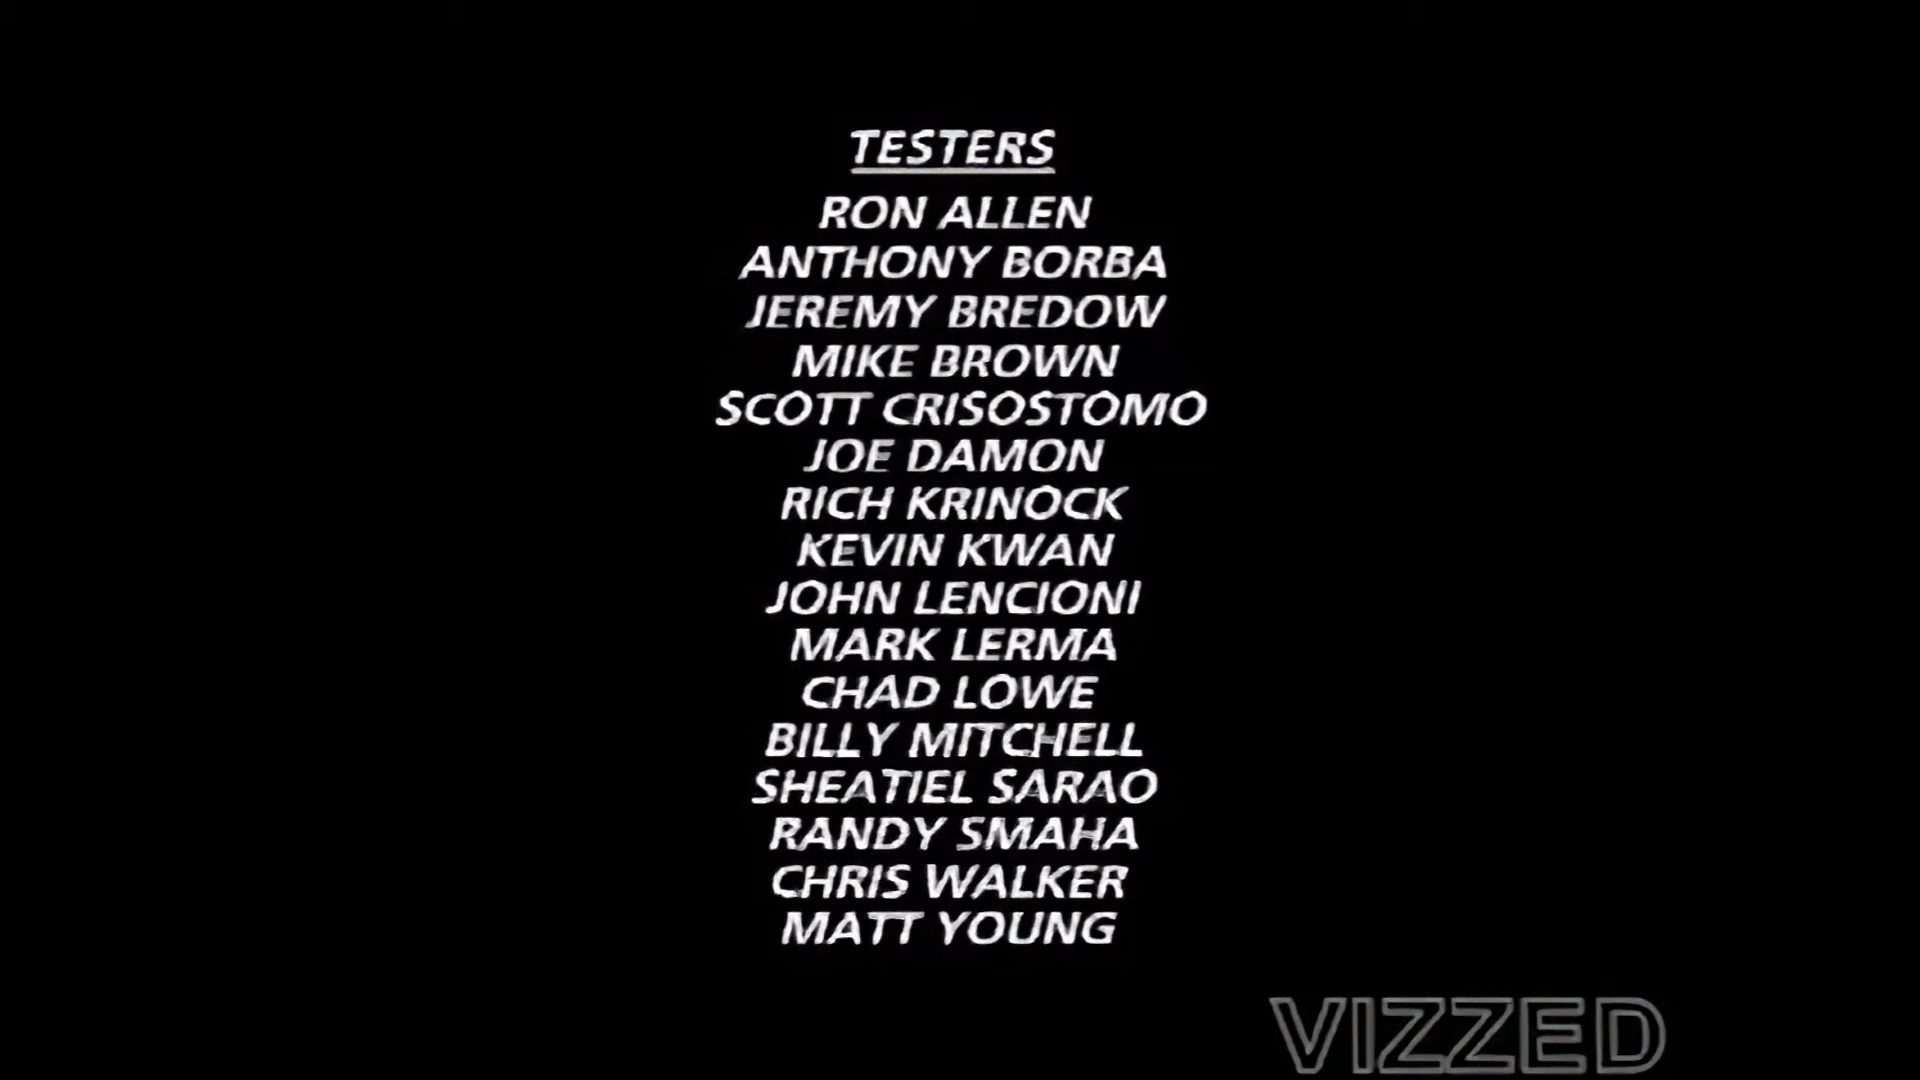 TESTERS
RON ALLEN
ANTHONY BORBA
JEREMY BREDOW
MIKE BROWN
SCOTT CRISOSTOMO
JOE DAMON
RICH KRINOCK
KEVIN KWAN
JOHN LENCIONI
MARK LERMA
CHAD LOWE
BILLY MITCHELL
SHEATIEL SARAO
RANDY SMAHA
CHRIS WALKER
MATT YOUNG
VIZZED